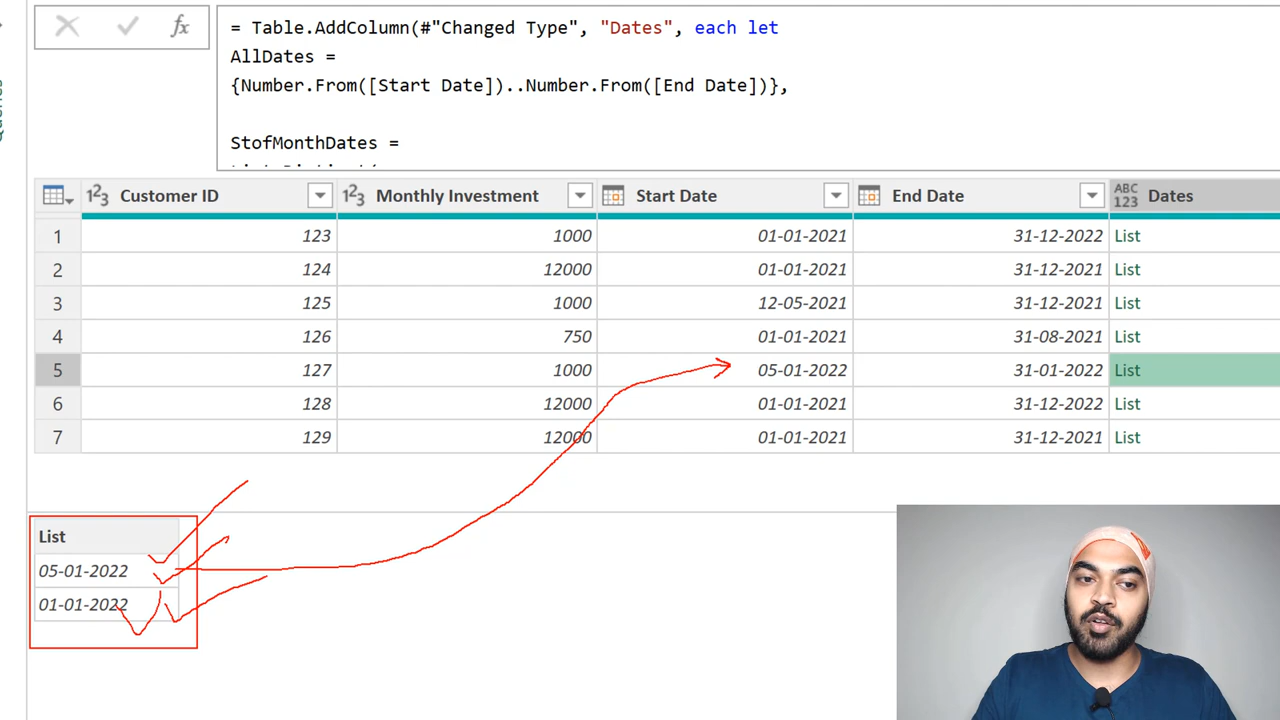 = Table.AddColumn(#"Changed Type", "Dates", each let
AllDates =
{Number.From([Start Date])..Number.From([End Date])},
StofMonthDates =
Queries
Customer ID Monthly Investment Start Date End Date ABC 123 Dates
1 123 1000 01-01-2021 31-12-2022 List
2 124 12000 01-01-2021 31-12-2021 List
3 125 1000 12-05-2021 31-12-2021 List
4 126 750 01-01-2021 31-08-2021 List
5 127 1000 05-01-2022 31-01-2022 List
6 128 12000 01-01-2021 31-12-2022 List
7 129 12000 01-01-2021 31-12-2021 List
List
05-01-2022
01-01-2022